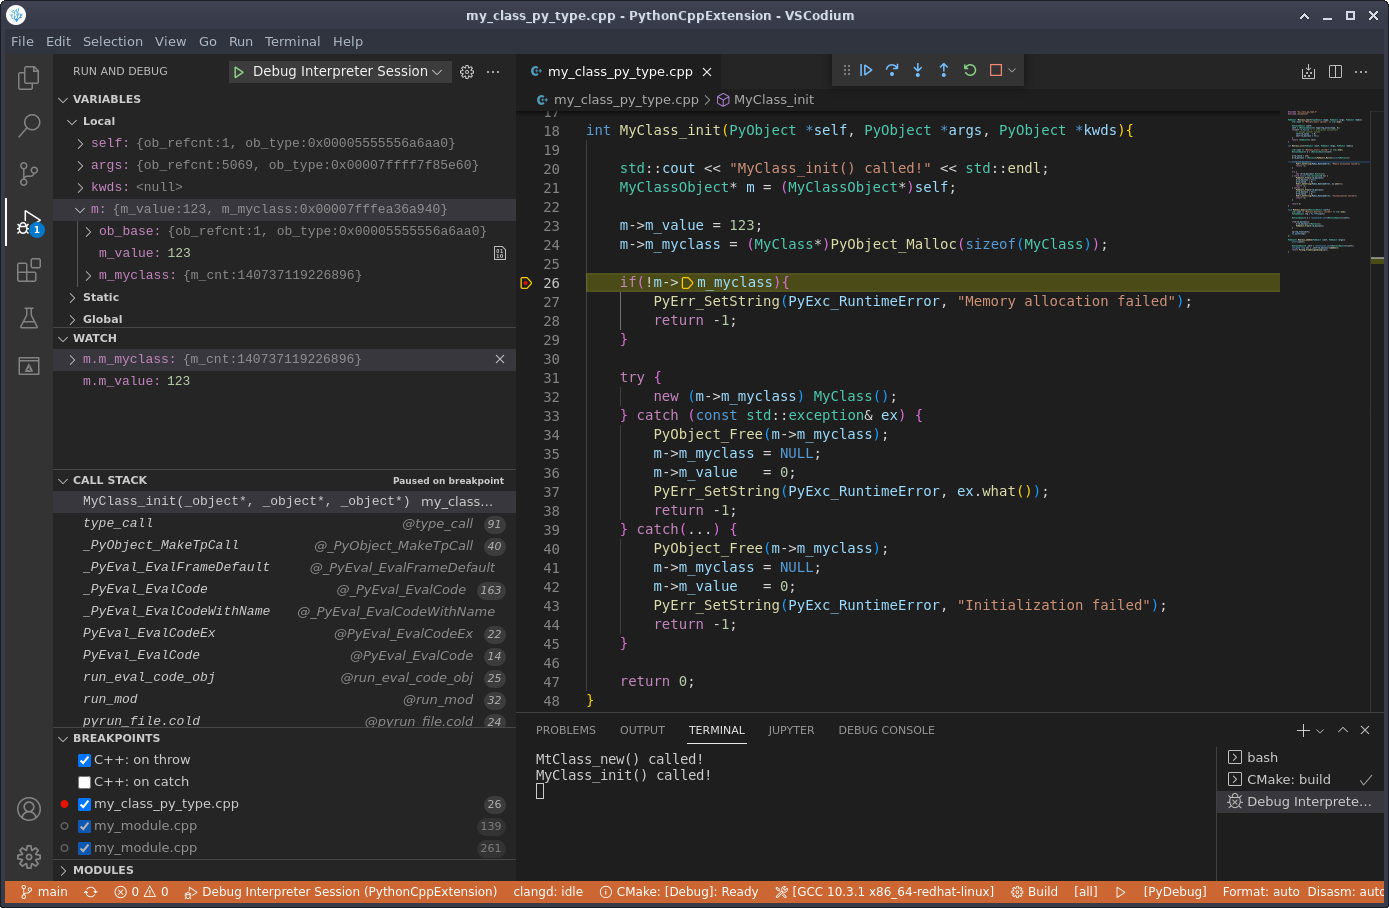 my_class_py_type.cpp - PythonCppExtension - VSCodium
File Edit Selection View Go Run Terminal Help
RUN AND DEBUG
Debug Interpreter Session
VARIABLES
Local
self: {ob_refcnt:1, ob_type:0x00005555556a6aa0}
args: {ob_refcnt:5069, ob_type:0x00007ffff7f85e60}
kwds: <null>
m: {m_value:123, m_myclass:0x00007fffea36a940}
ob_base: {ob_refcnt:1, ob_type:0x00005555556a6aa0}
m_value: 123
m_myclass: {m_cnt:140737119226896}
Static
Global
WATCH
m.m_myclass: {m_cnt:140737119226896}
m.m_value: 123
CALL STACK Paused on breakpoint
MyClass_init(_object*, _object*, _object*) my_class...
type_call @type_call 91
_PyObject_MakeTpCall @_PyObject_MakeTpCall 40
_PyEval_EvalFrameDefault @_PyEval_EvalFrameDefault
_PyEval_EvalCode @_PyEval_EvalCode 163
_PyEval_EvalCodeWithName @_PyEval_EvalCodeWithName
PyEval_EvalCodeEx @PyEval_EvalCodeEx 22
PyEval_EvalCode @PyEval_EvalCode 14
run_eval_code_obj @run_eval_code_obj 25
run_mod @run_mod 32
pyrun_file.cold @pyrun_file.cold 24
BREAKPOINTS
C++: on throw
C++: on catch
my_class_py_type.cpp 26
my_module.cpp 139
my_module.cpp 261
MODULES
1
my_class_py_type.cpp
my_class_py_type.cpp > MyClass_init
17
18 int MyClass_init(PyObject *self, PyObject *args, PyObject *kwds){
19
20 std::cout << "MyClass_init() called!" << std::endl;
21 MyClassObject* m = (MyClassObject*)self;
22
23 m->m_value = 123;
24 m->m_myclass = (MyClass*)PyObject_Malloc(sizeof(MyClass));
25
26 if(!m->m_myclass){
27 PyErr_SetString(PyExc_RuntimeError, "Memory allocation failed");
28 return -1;
29 }
30
31 try {
32 new (m->m_myclass) MyClass();
33 } catch (const std::exception& ex) {
34 PyObject_Free(m->m_myclass);
35 m->m_myclass = NULL;
36 m->m_value   = 0;
37 PyErr_SetString(PyExc_RuntimeError, ex.what());
38 return -1;
39 } catch(...) {
40 PyObject_Free(m->m_myclass);
41 m->m_myclass = NULL;
42 m->m_value   = 0;
43 PyErr_SetString(PyExc_RuntimeError, "Initialization failed");
44 return -1;
45 }
46
47 return 0;
48 }
PROBLEMS OUTPUT TERMINAL JUPYTER DEBUG CONSOLE
MtClass_new() called!
MyClass_init() called!
bash
CMake: build
Debug Interprete...
main 0 0 Debug Interpreter Session (PythonCppExtension) clangd: idle CMake: [Debug]: Ready [GCC 10.3.1 x86_64-redhat-linux] Build [all] [PyDebug] Format: auto Disasm: auto